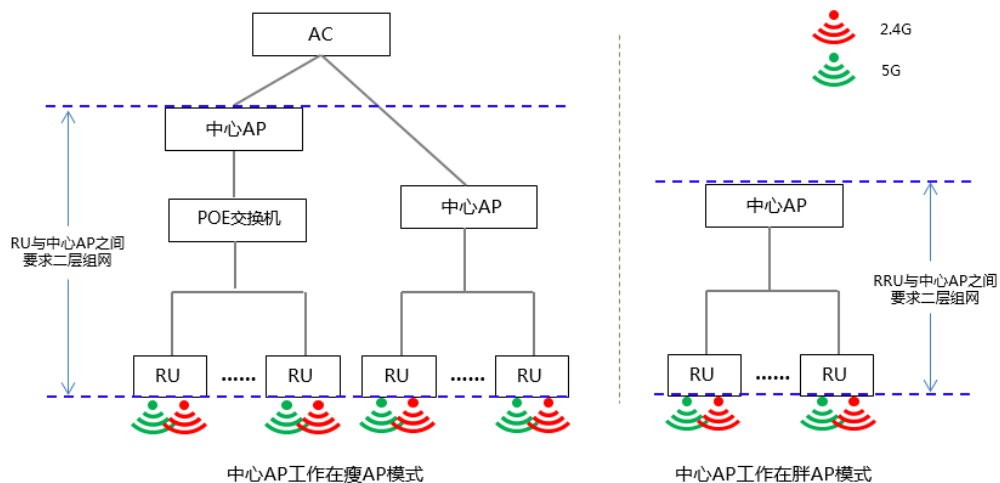 AC
2.4G
5G
中心AP
POE交换机
中心AP
中心AP
RU与中心AP之间
要求二层组网
RRU与中心AP之间
要求二层组网
RU
......
RU
RU
......
RU
RU
......
RU
中心AP工作在瘦AP模式
中心AP工作在胖AP模式